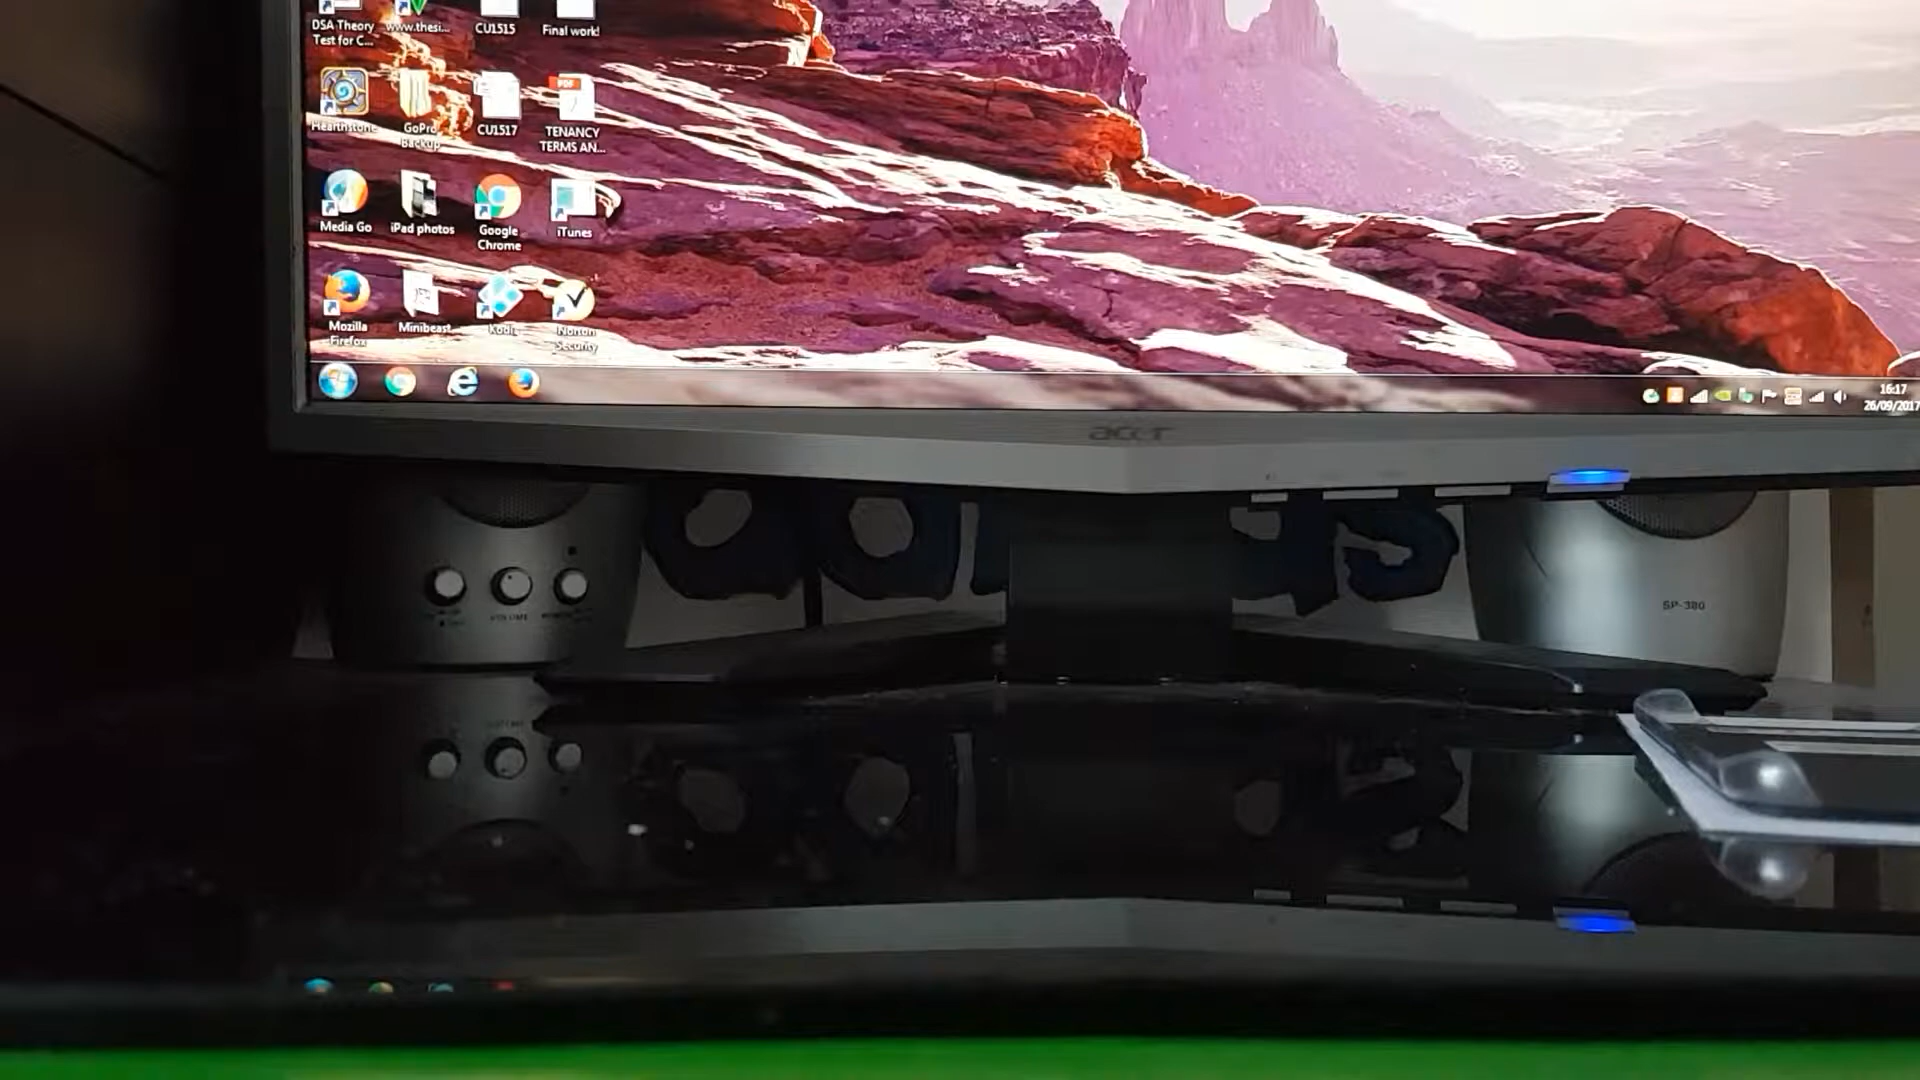 DSA Theory
Test for C...
www.thesi...
CU1515
Final work!
Hearthstone
GoPro
Backup
CU1517
TENANCY
TERMS AN...
PDF
Media Go
iPad photos
Google
Chrome
iTunes
Mozilla
Firefox
Minibeast
Kodi
Norton
Security
16:17
26/09/2017
acer
VOLUME
SP-380